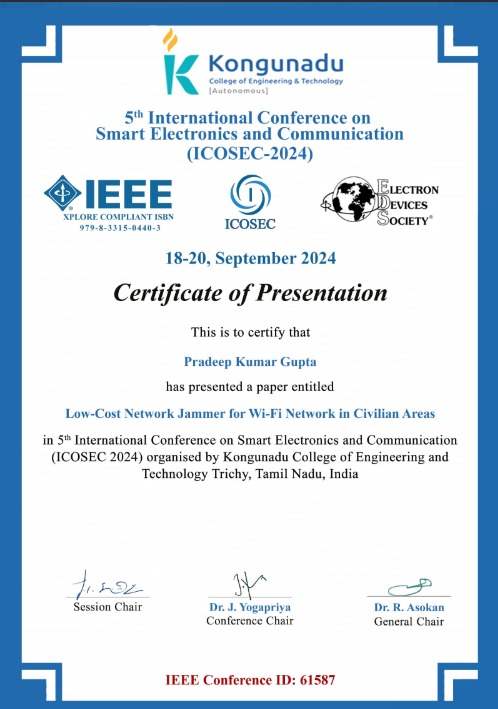 Kongunadu
College of Engineering & Technology
[Autonomous]
5th International Conference on
Smart Electronics and Communication
(ICOSEC-2024)
IEEE
XPLORE COMPLIANT ISBN
979-8-3315-0440-3
ICOSEC
ELECTRON
DEVICES
SOCIETY®
18-20, September 2024
Certificate of Presentation
This is to certify that
Pradeep Kumar Gupta
has presented a paper entitled
Low-Cost Network Jammer for Wi-Fi Network in Civilian Areas
in 5th International Conference on Smart Electronics and Communication
(ICOSEC 2024) organised by Kongunadu College of Engineering and
Technology Trichy, Tamil Nadu, India
Session Chair
Dr. J. Yogapriya
Conference Chair
Dr. R. Asokan
General Chair
IEEE Conference ID: 61587